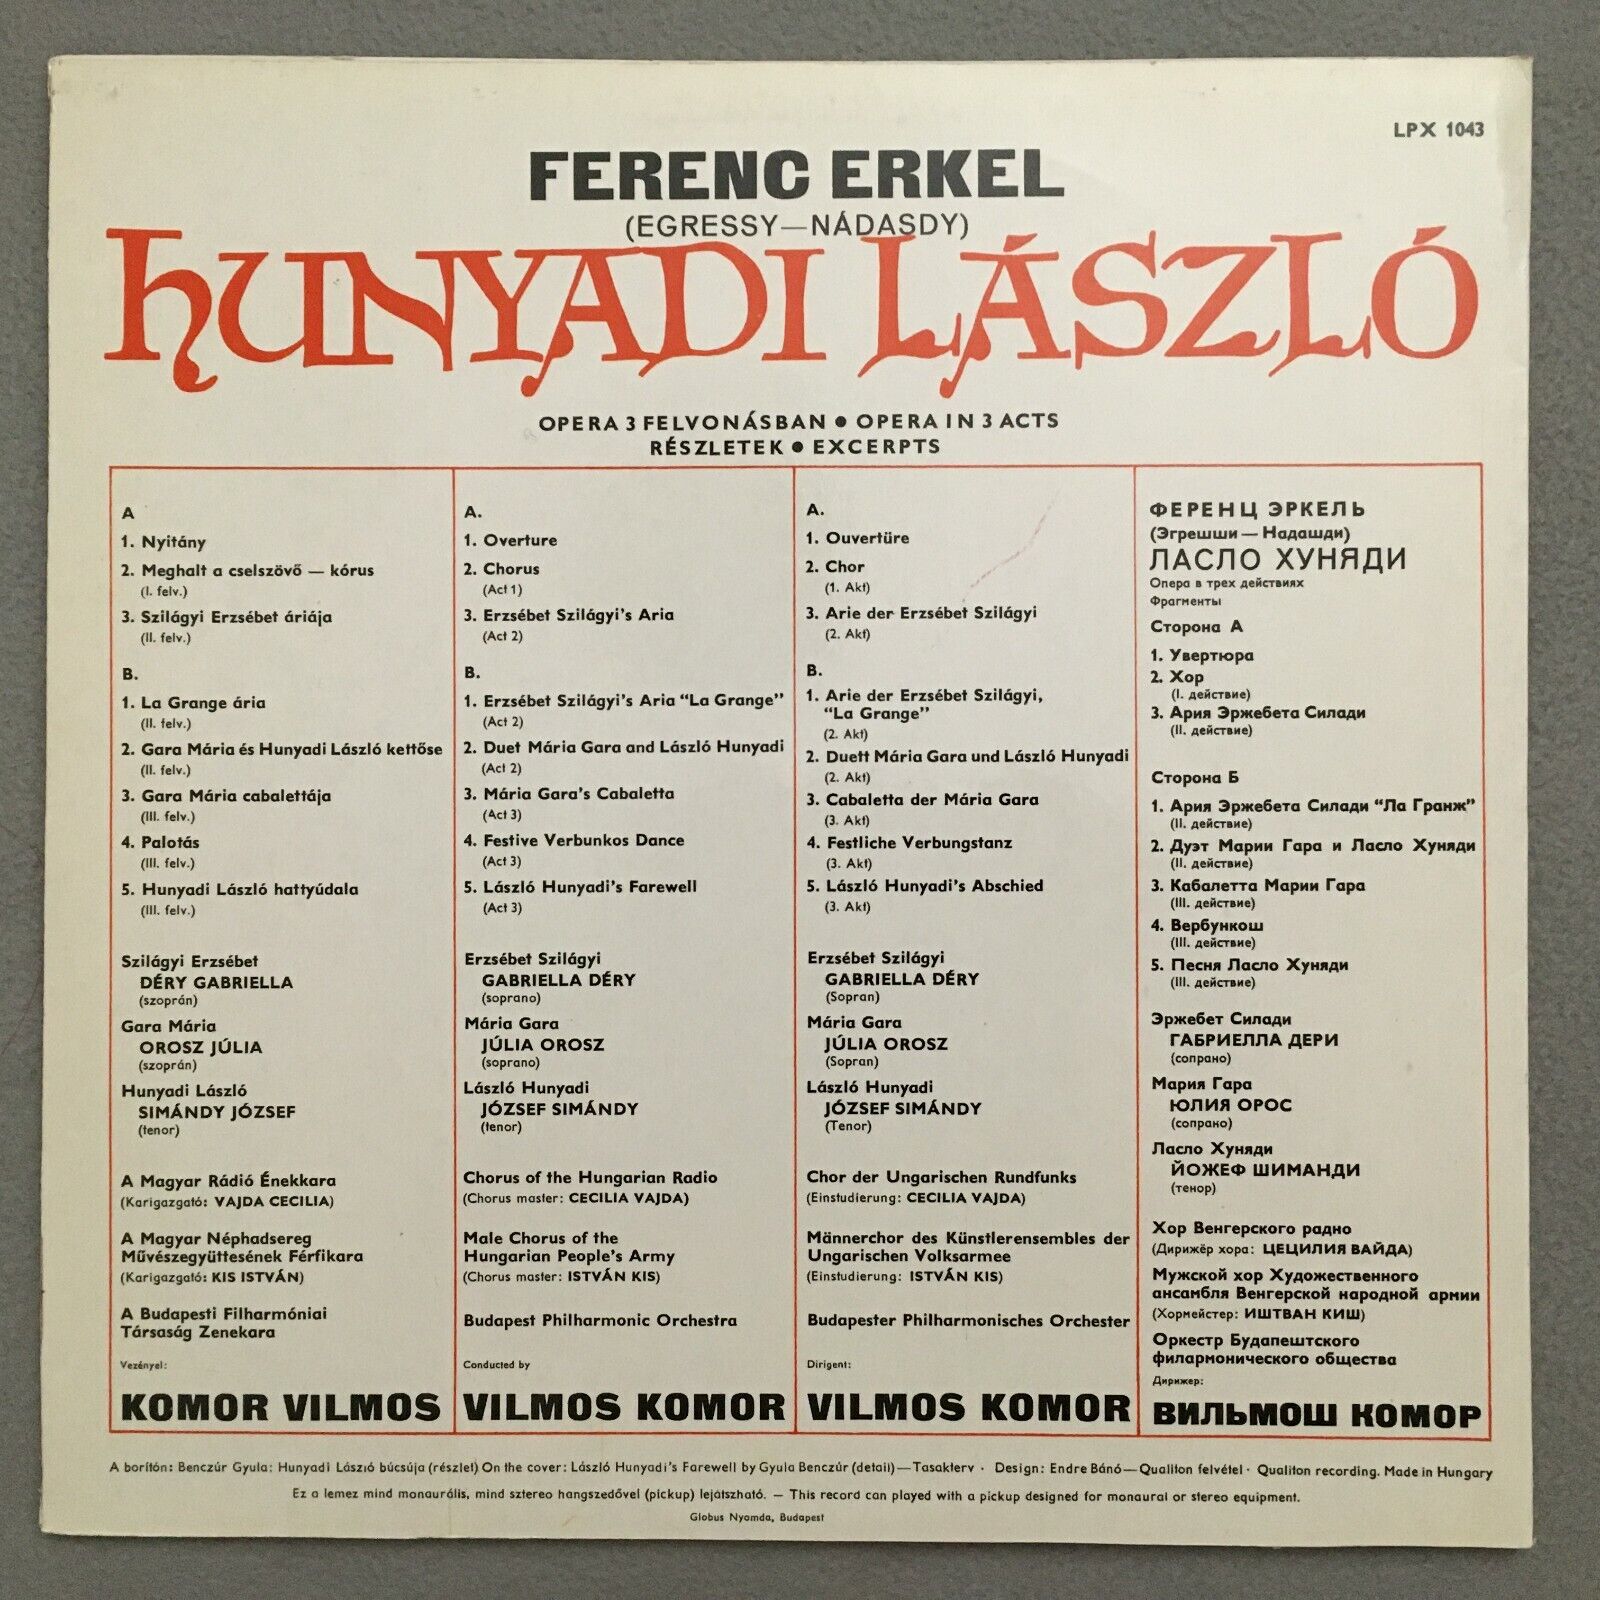 LPX 1043
FERENC ERKEL
(EGRESSY—NÁDASDY)
HUNYADI LÁSZLÓ
OPERA 3 FELVONÁSBAN ● OPERA IN 3 ACTS
RÉSZLETEK ● EXCERPTS
A
1. Nyitány
2. Meghalt a cselszövő — kórus
(I. felv.)
3. Szilágyi Erzsébet áriája
(II. felv.)
B.
1. La Grange ária
(II. felv.)
2. Gara Mária és Hunyadi László kettőse
(II. felv.)
3. Gara Mária cabalettája
(III. felv.)
4. Palotás
(III. felv.)
5. Hunyadi László hattyúdala
(III. felv.)
Szilágyi Erzsébet
DÉRY GABRIELLA
(szoprán)
Gara Mária
OROSZ JÚLIA
(szoprán)
Hunyadi László
SIMÁNDY JÓZSEF
(tenor)
A Magyar Rádió Énekkara
(Karigazgató: VAJDA CECILIA)
A Magyar Néphadsereg
Művészegyüttesének Férfikara
(Karigazgató: KIS ISTVÁN)
A Budapesti Filharmóniai
Társaság Zenekara
Vezényel:
KOMOR VILMOS
A.
1. Overture
2. Chorus
(Act 1)
3. Erzsébet Szilágyi's Aria
(Act 2)
B.
1. Erzsébet Szilágyi's Aria "La Grange"
(Act 2)
2. Duet Mária Gara and László Hunyadi
(Act 2)
3. Mária Gara's Cabaletta
(Act 3)
4. Festive Verbunkos Dance
(Act 3)
5. László Hunyadi's Farewell
(Act 3)
Erzsébet Szilágyi
GABRIELLA DÉRY
(soprano)
Mária Gara
JÚLIA OROSZ
(soprano)
László Hunyadi
JÓZSEF SIMÁNDY
(tenor)
Chorus of the Hungarian Radio
(Chorus master: CECILIA VAJDA)
Male Chorus of the
Hungarian People's Army
(Chorus master: ISTVÁN KIS)
Budapest Philharmonic Orchestra
Conducted by
VILMOS KOMOR
A.
1. Ouvertüre
2. Chor
(1. Akt)
3. Arie der Erzsébet Szilágyi
(2. Akt)
B.
1. Arie der Erzsébet Szilágyi,
"La Grange"
(2. Akt)
2. Duett Mária Gara und László Hunyadi
(2. Akt)
3. Cabaletta der Mária Gara
(3. Akt)
4. Festliche Verbungstanz
(3. Akt)
5. László Hunyadi's Abschied
(3. Akt)
Erzsébet Szilágyi
GABRIELLA DÉRY
(Sopran)
Mária Gara
JÚLIA OROSZ
(Sopran)
László Hunyadi
JÓZSEF SIMÁNDY
(Tenor)
Chor der Ungarischen Rundfunks
(Einstudierung: CECILIA VAJDA)
Männerchor des Künstlerensembles der
Ungarischen Volksarmee
(Einstudierung: ISTVÁN KIS)
Budapester Philharmonisches Orchester
Dirigent:
VILMOS KOMOR
ФЕРЕНЦ ЭРКЕЛЬ
(Эгрешши — Надашди)
ЛАСЛО ХУНЯДИ
Опера в трех действиях
Фрагменты
Сторона А
1. Увертюра
2. Хор
(I. действие)
3. Ария Эржебета Силади
(II. действие)
Сторона Б
1. Ария Эржебета Силади "Ла Гранж"
(II. действие)
2. Дуэт Марии Гара и Ласло Хуняди
(II. действие)
3. Кабалетта Марии Гара
(III. действие)
4. Вербункош
(III. действие)
5. Песня Ласло Хуняди
(III. действие)
Эржебет Силади
ГАБРИЕЛЛА ДЕРИ
(сопрано)
Мария Гара
ЮЛИЯ ОРОС
(сопрано)
Ласло Хуняди
ЙОЖЕФ ШИМАНДИ
(тенор)
Хор Венгерского радио
(Дирижёр хора: ЦЕЦИЛИЯ ВАЙДА)
Мужской хор Художественного
ансамбля Венгерской народной армии
(Хормейстер: ИШТВАН КИШ)
Оркестр Будапештского
филармонического общества
Дирижер:
ВИЛЬМОШ КОМОР
A borítón: Benczúr Gyula: Hunyadi László búcsúja (részlet) On the cover: László Hunyadi's Farewell by Gyula Benczúr (detail)—Tasakterv · Design: Endre Bánó—Qualiton felvétel · Qualiton recording. Made in Hungary
Ez a lemez mind monaurális, mind sztereo hangszedővel (pickup) lejátszható. — This record can played with a pickup designed for monaural or stereo equipment.
Globus Nyomda, Budapest